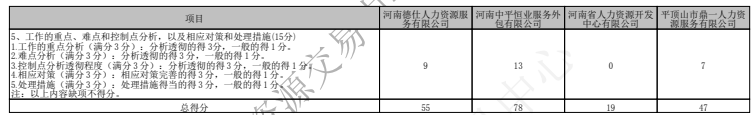 项目 河南德仕人力资源服务有限公司 河南中平恒业服务外包有限公司 河南省人力资源开发中心有限公司 平顶山市鼎一人力资源服务有限公司
5、工作的重点、难点和控制点分析，以及相应对策和处理措施(15分)
1.工作的重点分析（满分3分）：分析透彻的得3分，一般的得1分。
2.难点分析（满分3分）：分析透彻的得3分，一般的得1分。
3.控制点分析透彻程度（满分3分）：分析透彻的得3分，一般的得1分。
4.相应对策（满分3分）：相应对策完善的得3分，一般的得1分。
5.处理措施（满分3分）：处理措施得当的得3分，一般的得1分。
注：以上内容缺项不得分。
9 13 0 7
总得分 55 78 19 47
资源交易中心
中心